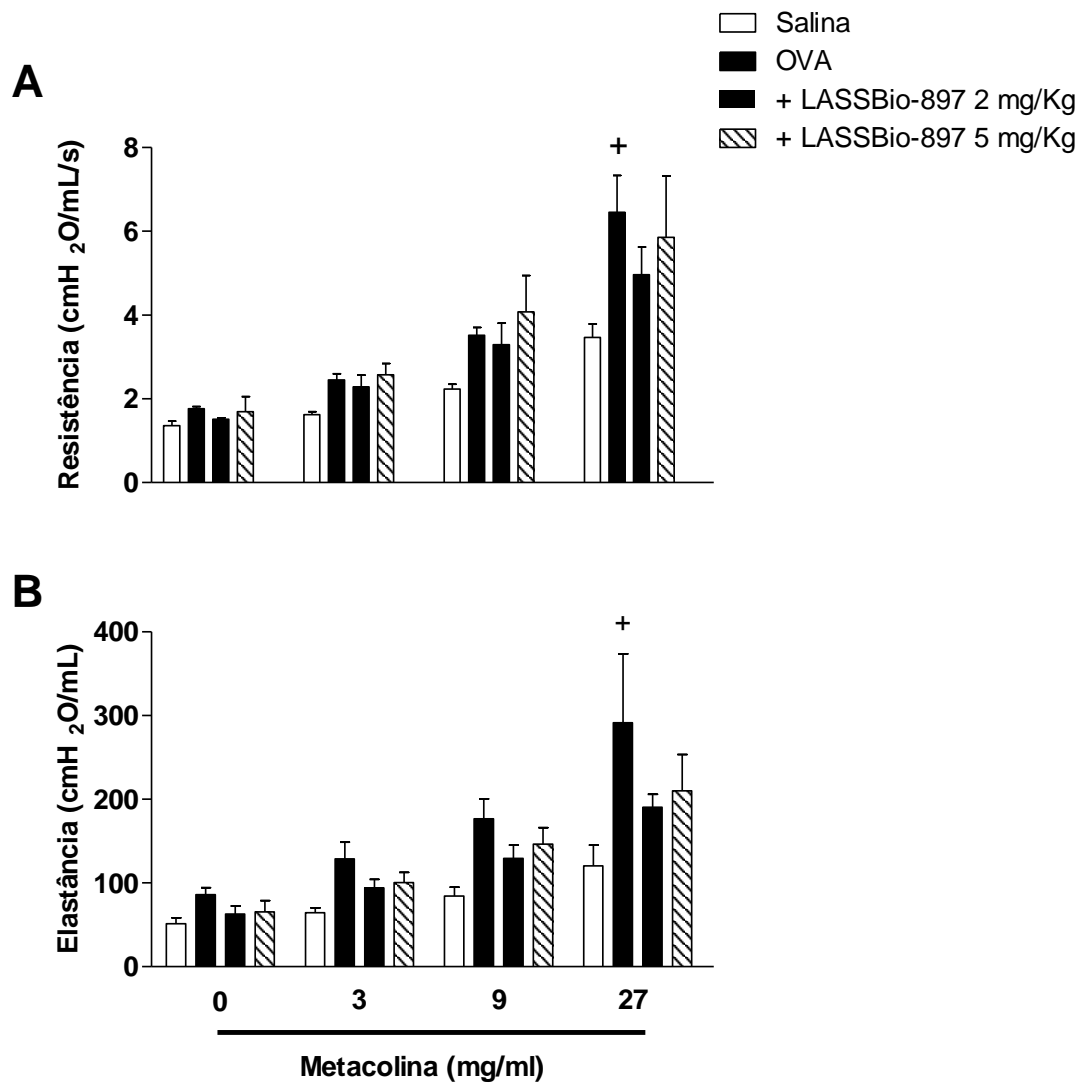 Salina
OVA
+ LASSBio-897 2 mg/Kg
+ LASSBio-897 5 mg/Kg
A
Resistência (cmH 2O/mL/s)
8
6
4
2
0
+
B
Elastância (cmH 2O/mL)
400
300
200
100
0
+
0 3 9 27
Metacolina (mg/ml)